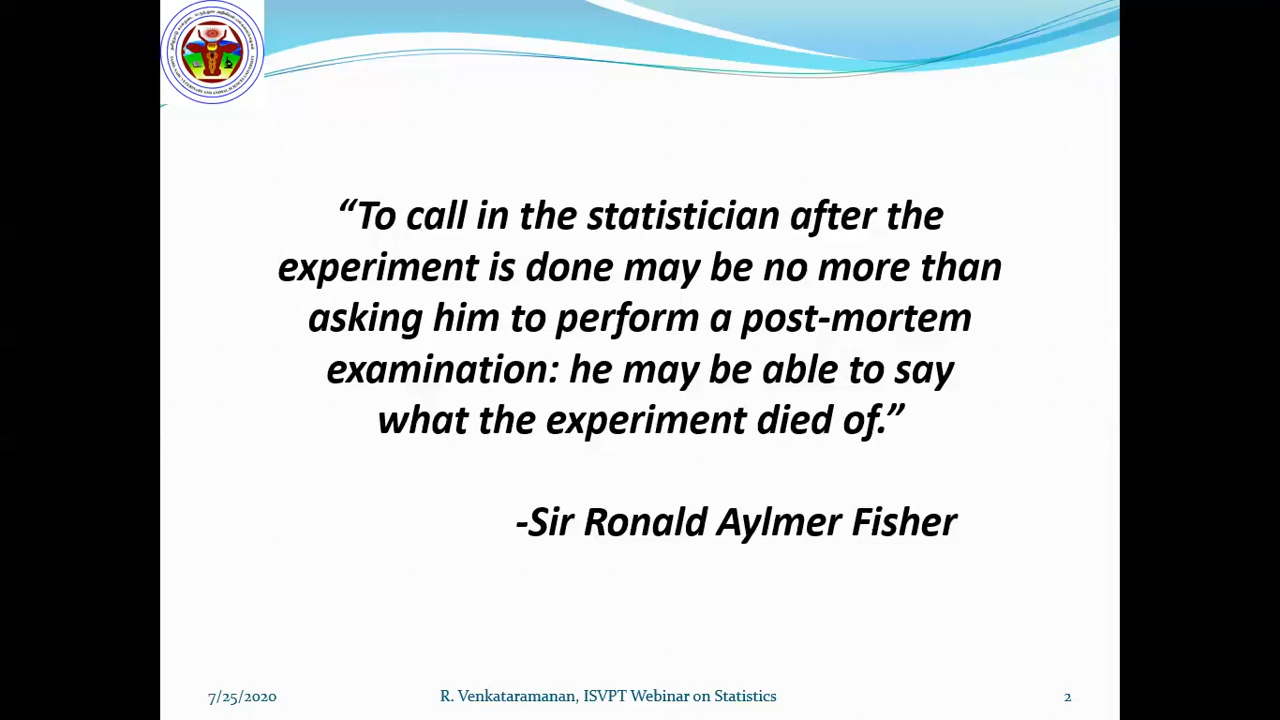 “To call in the statistician after the
experiment is done may be no more than
asking him to perform a post-mortem
examination: he may be able to say
what the experiment died of.”
-Sir Ronald Aylmer Fisher
7/25/2020
R. Venkataramanan, ISVPT Webinar on Statistics
2